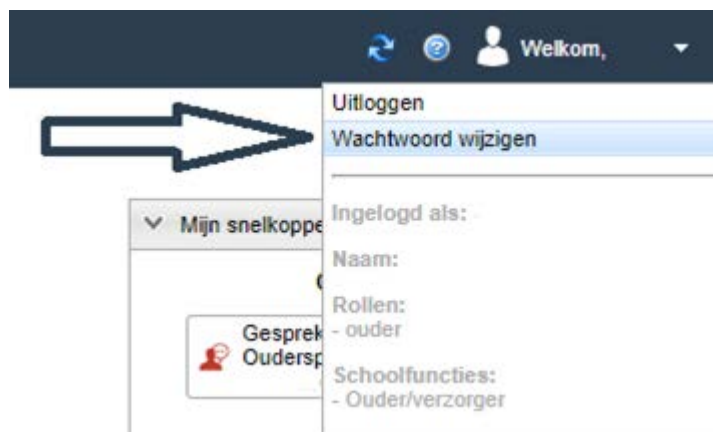 Welkom,
Uitloggen
Wachtwoord wijzigen
Mijn snelkoppe
Ingelogd als:
Naam:
Rollen:
- ouder
Gesprek
Oudersp
Schoolfuncties:
- Ouder/verzorger